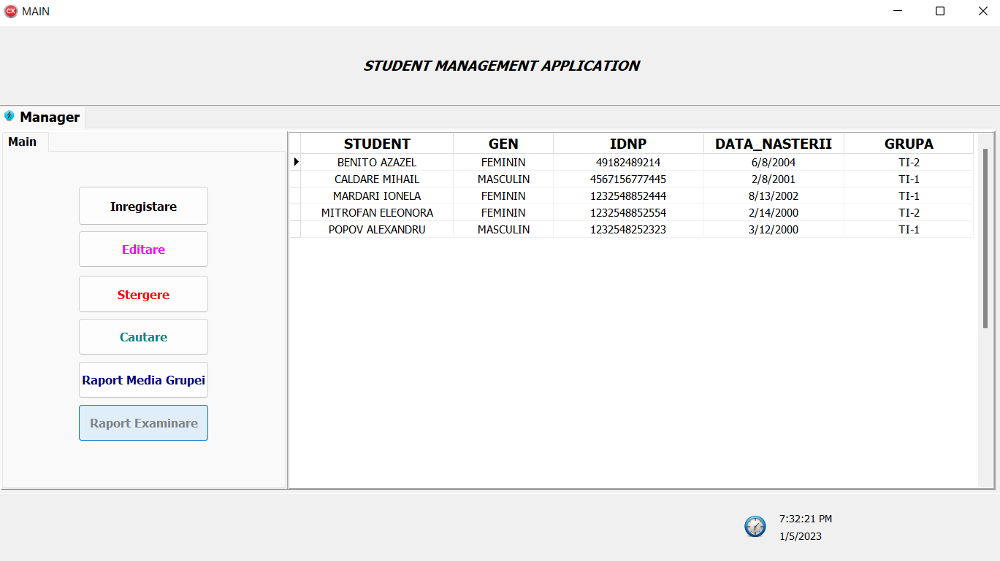 CX MAIN
STUDENT MANAGEMENT APPLICATION
Manager
Main
Inregistare
Editare
Stergere
Cautare
Raport Media Grupei
Raport Examinare
STUDENT GEN IDNP DATA_NASTERII GRUPA
BENITO AZAZEL FEMININ 49182489214 6/8/2004 TI-2
CALDARE MIHAIL MASCULIN 4567156777445 2/8/2001 TI-1
MARDARI IONELA FEMININ 1232548852444 8/13/2002 TI-1
MITROFAN ELEONORA FEMININ 1232548852554 2/14/2000 TI-2
POPOV ALEXANDRU MASCULIN 1232548252323 3/12/2000 TI-1
7:32:21 PM
1/5/2023